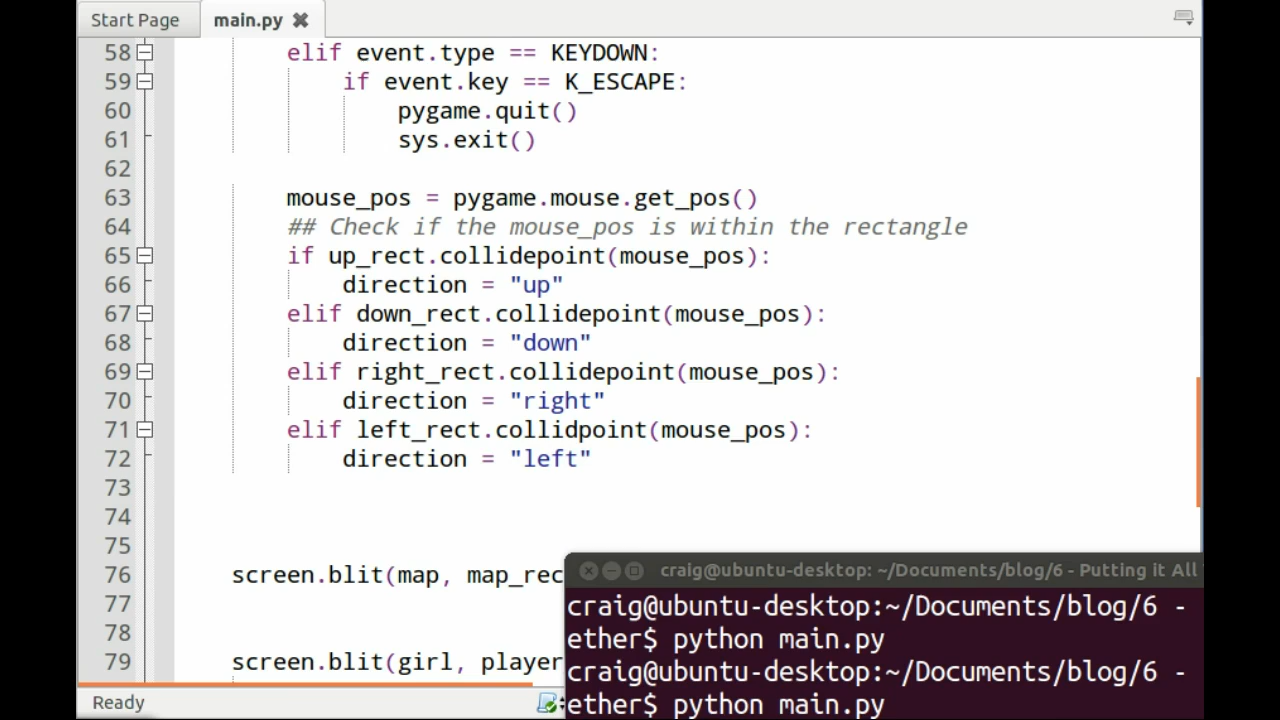 Start Page
main.py
58 elif event.type == KEYDOWN:
59 if event.key == K_ESCAPE:
60 pygame.quit()
61 sys.exit()
62
63 mouse_pos = pygame.mouse.get_pos()
64 ## Check if the mouse_pos is within the rectangle
65 if up_rect.collidepoint(mouse_pos):
66 direction = "up"
67 elif down_rect.collidepoint(mouse_pos):
68 direction = "down"
69 elif right_rect.collidepoint(mouse_pos):
70 direction = "right"
71 elif left_rect.collidpoint(mouse_pos):
72 direction = "left"
73
74
75
76 screen.blit(map, map_rec
77
78
79 screen.blit(girl, player
Ready
craig@ubuntu-desktop: ~/Documents/blog/6 - Putting it All
craig@ubuntu-desktop:~/Documents/blog/6 -
ether$ python main.py
craig@ubuntu-desktop:~/Documents/blog/6 -
ether$ python main.py